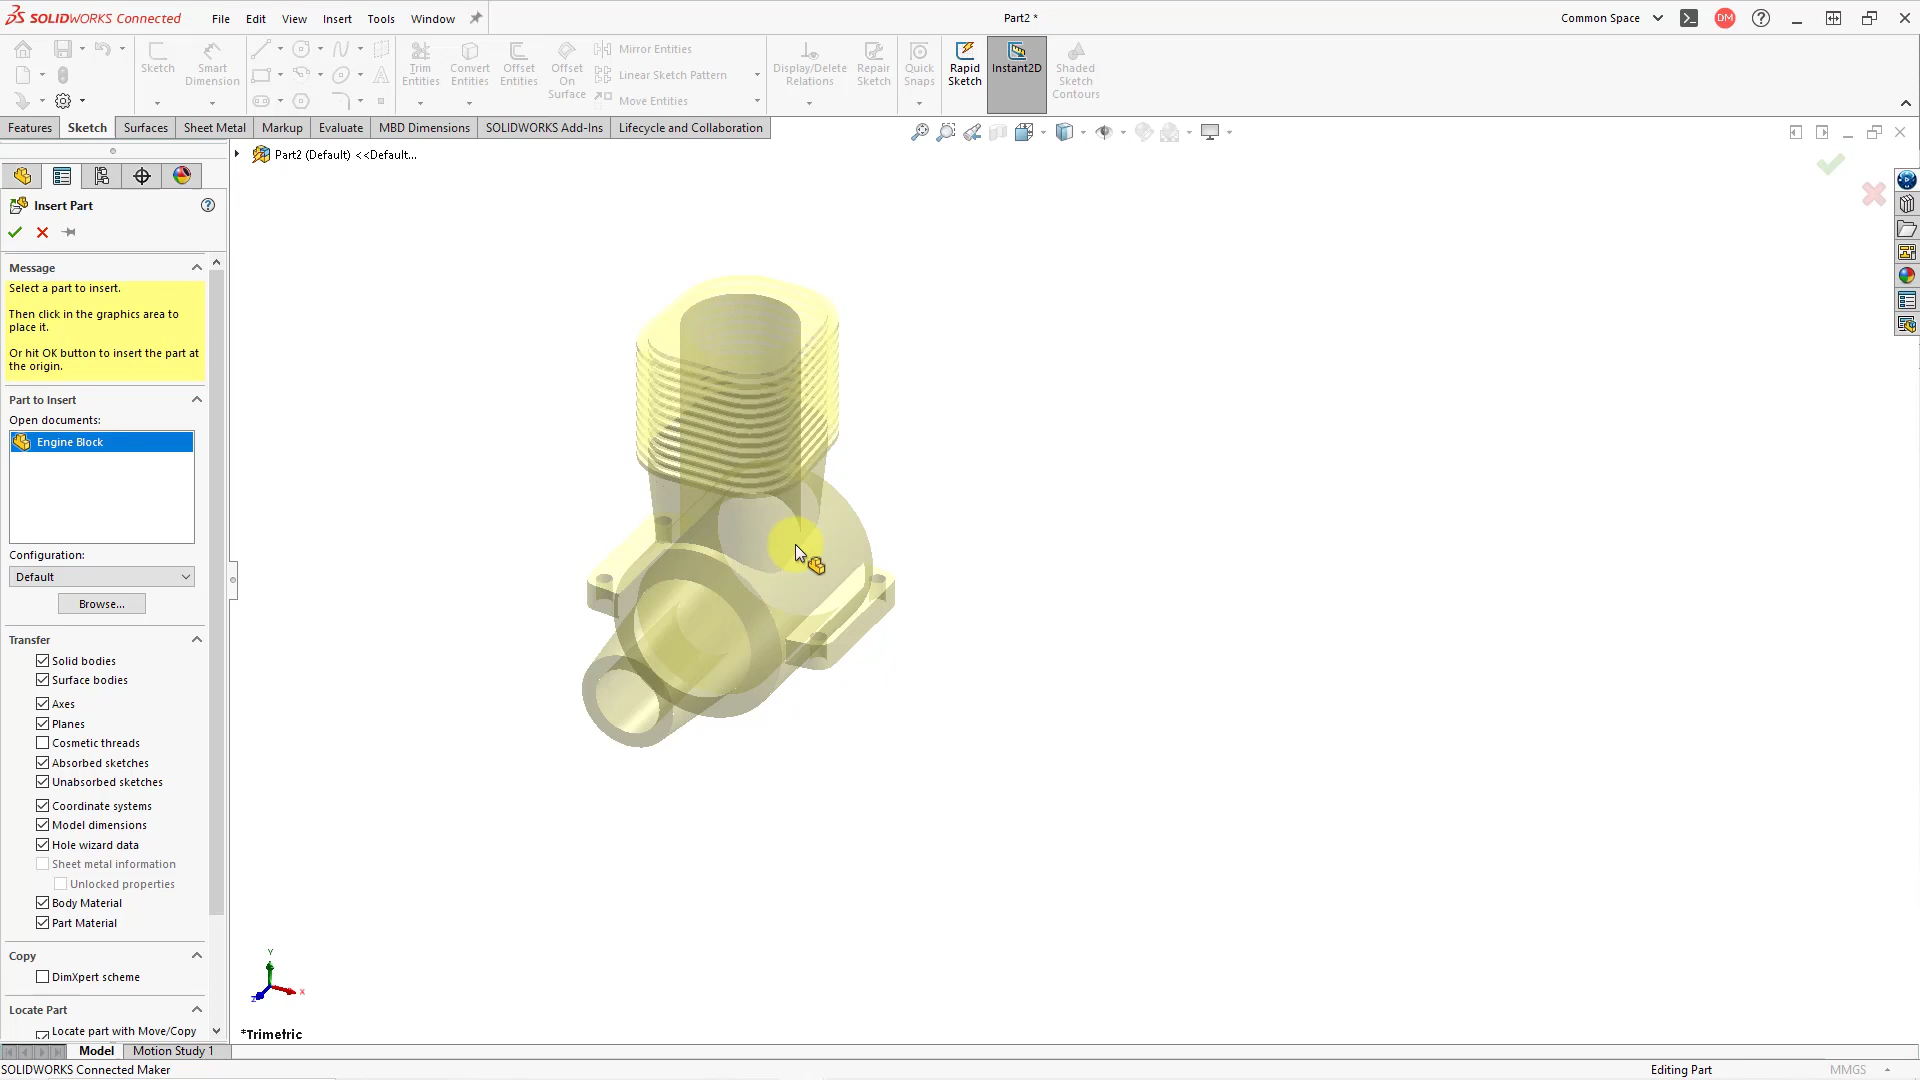 SOLIDWORKS Connected
File
Edit
View
Insert
Tools
Window
Part2 *
Common Space
DM
Sketch
Smart
Dimension
Trim
Entities
Convert
Entities
Offset
Entities
Offset
On
Surface
Mirror Entities
Linear Sketch Pattern
Move Entities
Display/Delete
Relations
Repair
Sketch
Quick
Snaps
Rapid
Sketch
Instant2D
Shaded
Sketch
Contours
Features
Sketch
Surfaces
Sheet Metal
Markup
Evaluate
MBD Dimensions
SOLIDWORKS Add-Ins
Lifecycle and Collaboration
Part2 (Default) <<Default...
Insert Part
Message
Select a part to insert.
Then click in the graphics area to
place it.
Or hit OK button to insert the part at
the origin.
Part to Insert
Open documents:
Engine Block
Configuration:
Default
Browse...
Transfer
Solid bodies
Surface bodies
Axes
Planes
Cosmetic threads
Absorbed sketches
Unabsorbed sketches
Coordinate systems
Model dimensions
Hole wizard data
Sheet metal information
Unlocked properties
Body Material
Part Material
Copy
DimXpert scheme
Locate Part
Locate part with Move/Copy
Y
X
Z
*Trimetric
Model
Motion Study 1
SOLIDWORKS Connected Maker
Editing Part
MMGS